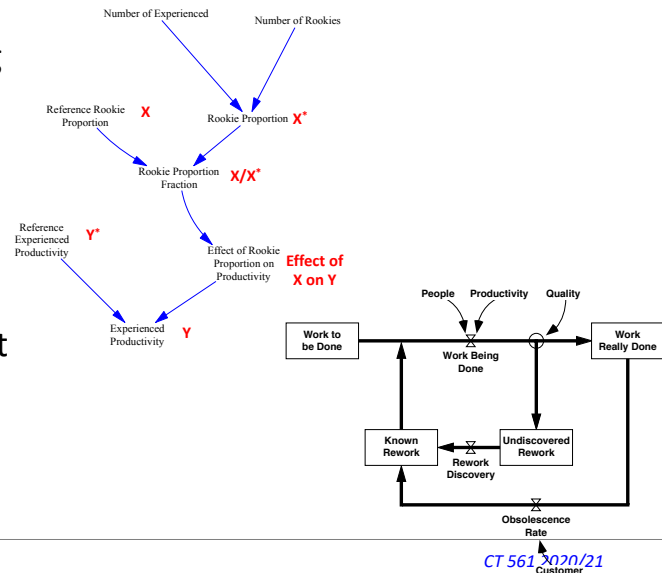 Number of Experienced
Number of Rookies
Reference Rookie
Proportion
X
Rookie Proportion
X*
Rookie Proportion
Fraction
X/X*
Reference
Experienced
Productivity
Y*
Effect of Rookie
Proportion on
Productivity
Effect of
X on Y
Experienced
Productivity
Y
People
Productivity
Quality
Work to
be Done
Work Being
Done
Work
Really Done
Known
Rework
Rework
Discovery
Undiscovered
Rework
Obsolescence
Rate
CT 561 2020/21
Customer